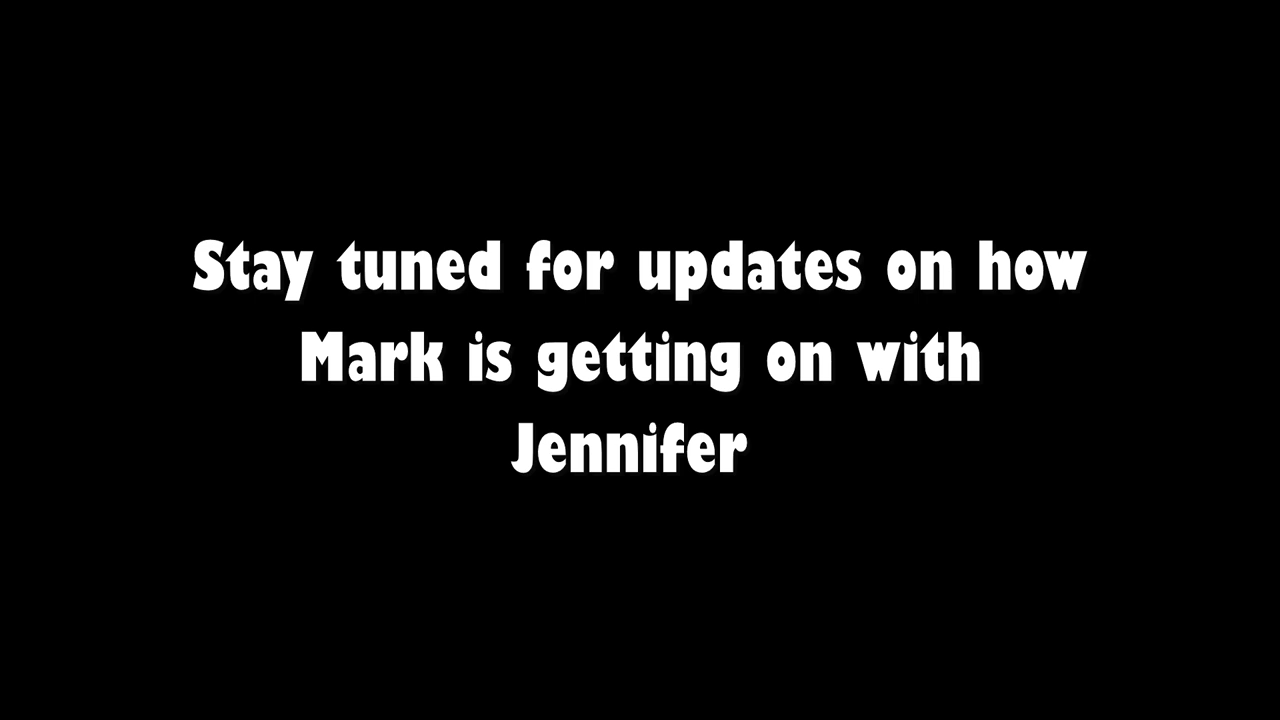 Stay tuned for updates on how
Mark is getting on with
Jennifer